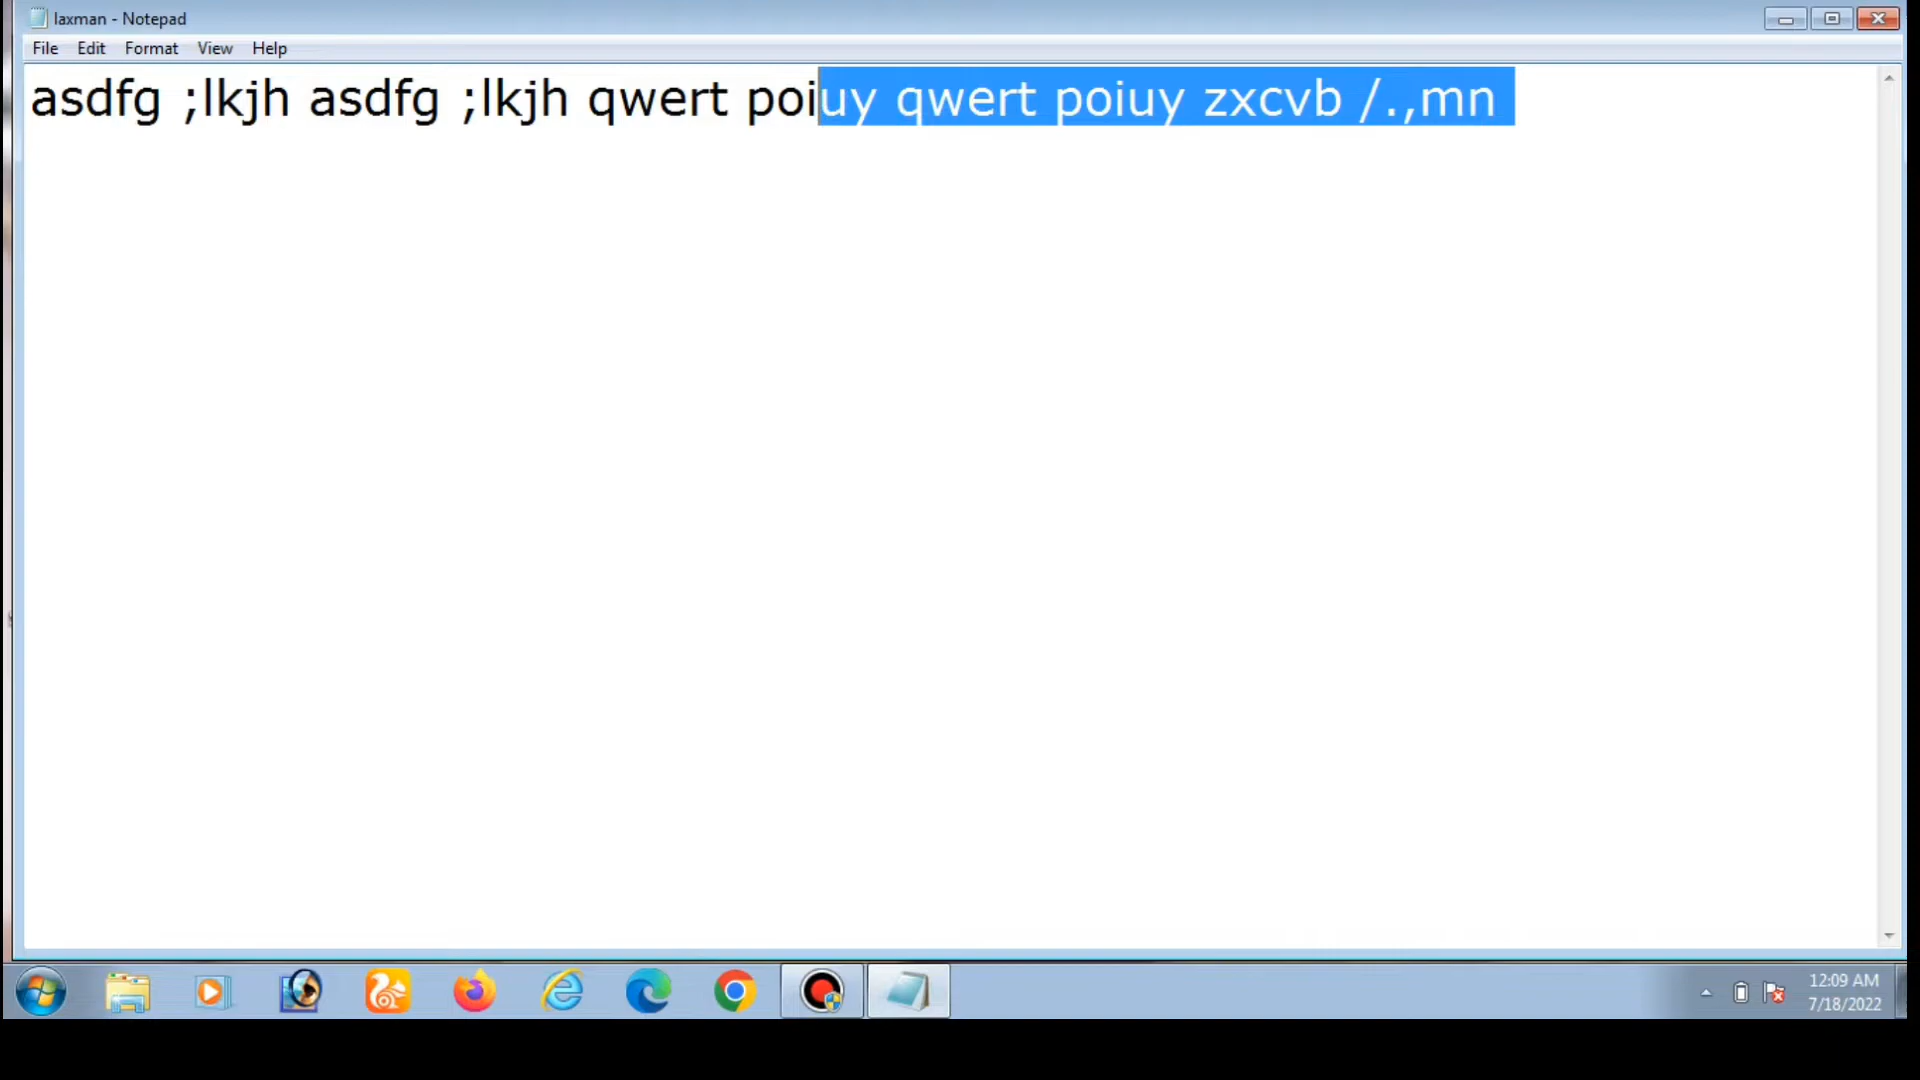 laxman - Notepad
File Edit Format View Help
asdfg ;lkjh asdfg ;lkjh qwert poiuy qwert poiuy zxcvb /.,mn
12:09 AM
7/18/2022